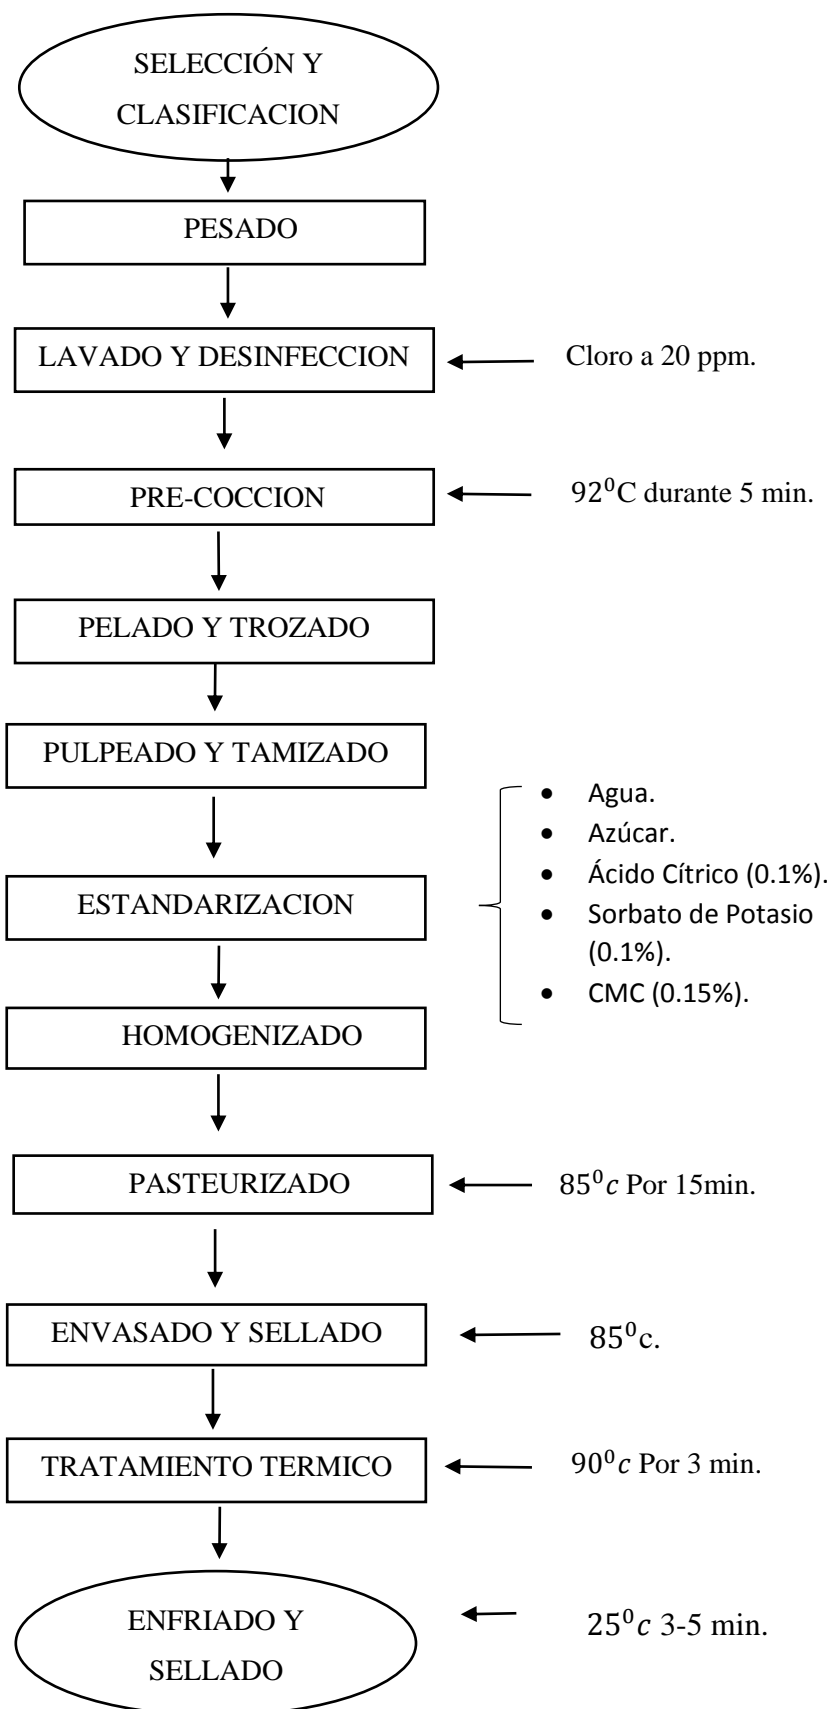 SELECCIÓN Y
CLASIFICACION
PESADO
LAVADO Y DESINFECCION
Cloro a 20 ppm.
PRE-COCCION
92⁰C durante 5 min.
PELADO Y TROZADO
PULPEADO Y TAMIZADO
• Agua.
• Azúcar.
• Ácido Cítrico (0.1%).
• Sorbato de Potasio
(0.1%).
• CMC (0.15%).
ESTANDARIZACION
HOMOGENIZADO
PASTEURIZADO
85⁰c Por 15min.
ENVASADO Y SELLADO
85⁰c.
TRATAMIENTO TERMICO
90⁰c Por 3 min.
ENFRIADO Y
SELLADO
25⁰c 3-5 min.